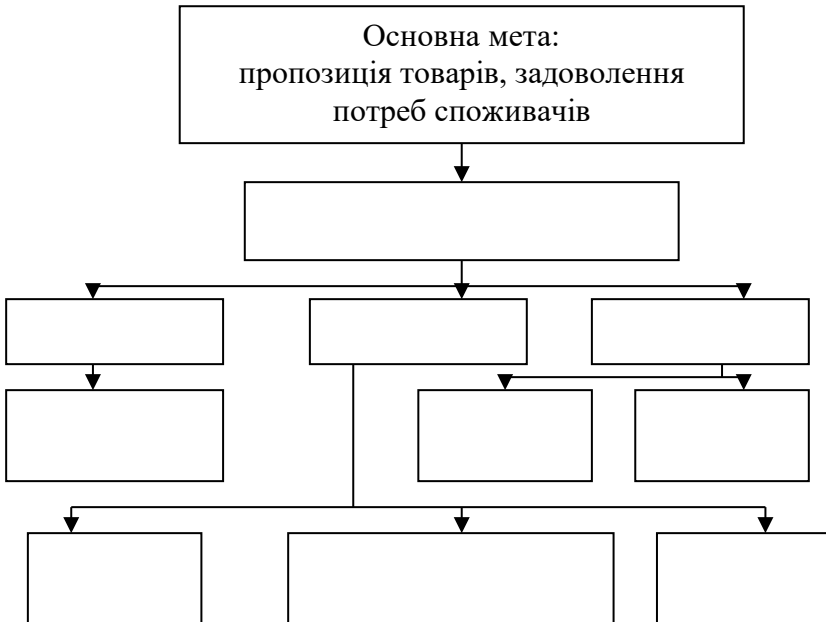 Основна мета:
пропозиція товарів, задоволення
потреб споживачів